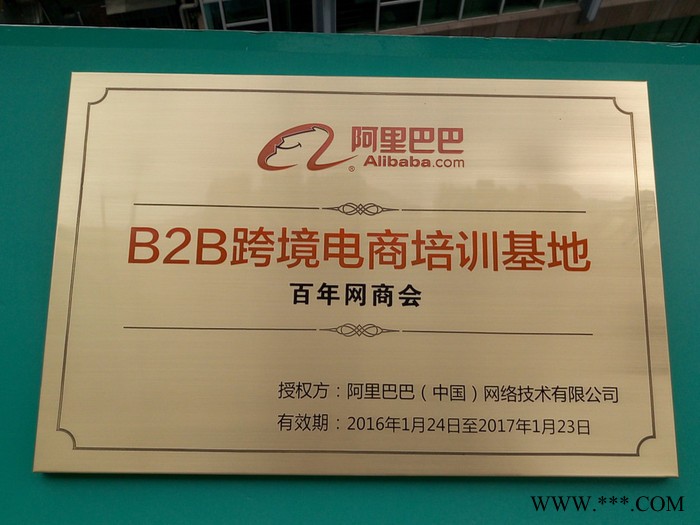 阿里巴巴
Alibaba.com
B2B跨境电商培训基地
百年网商会
授权方：阿里巴巴（中国）网络技术有限公司
有效期：2016年1月24日至2017年1月23日
WWW.***.COM